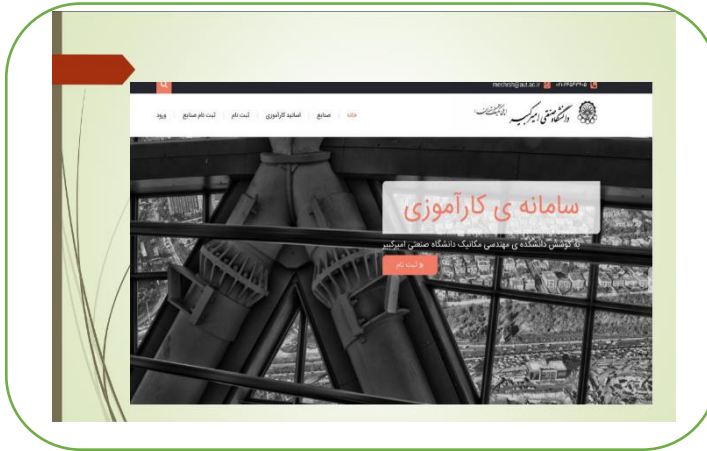 mechish@aut.ac.ir
دانشگاه صنعتی امیرکبیر
خانه صنایع اساتید کارآموزی ثبت نام ثبت نام صنایع ورود
سامانه ی کارآموزی
به کوشش دانشکده ی مهندسی مکانیک دانشگاه صنعتی امیرکبیر
ثبت نام